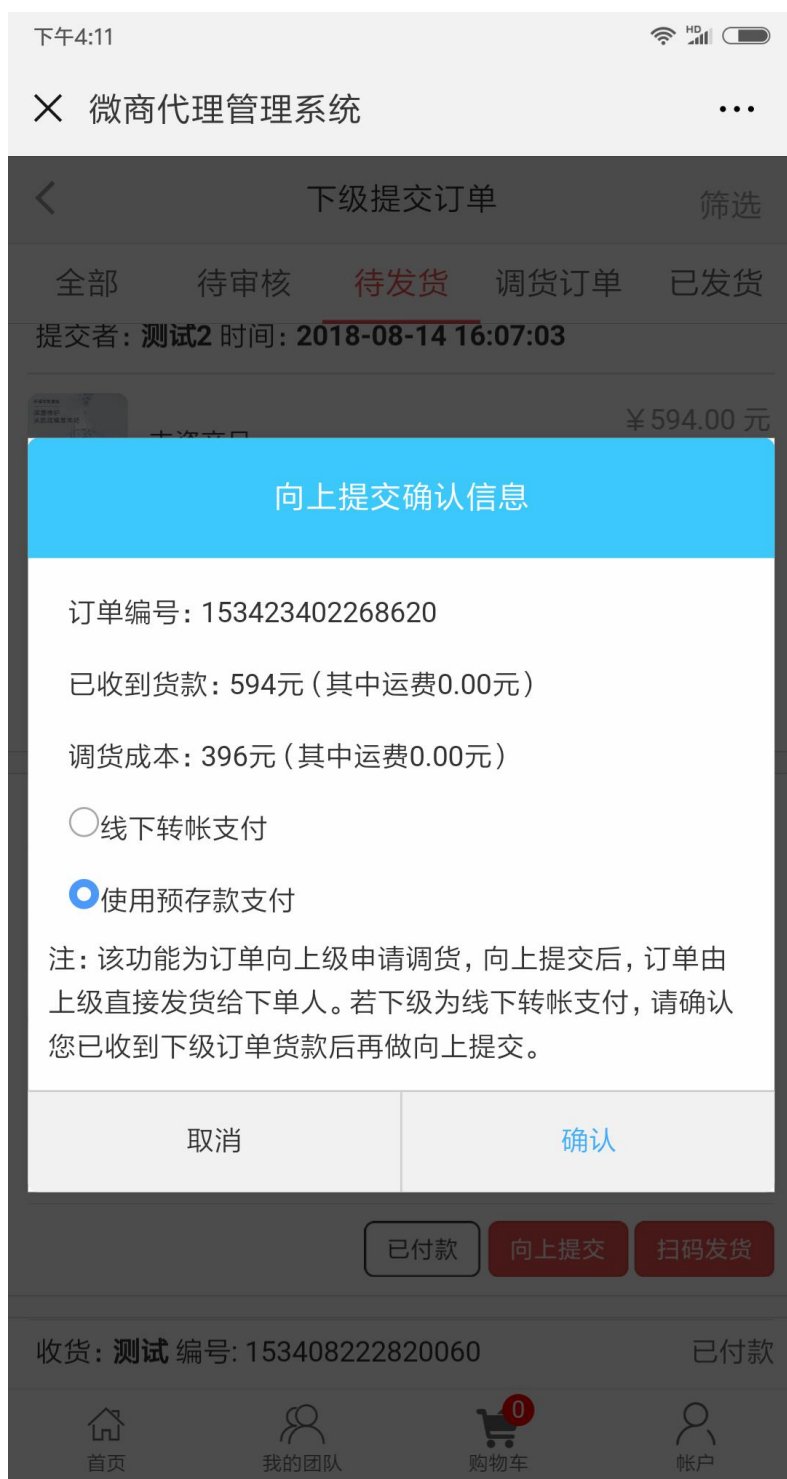 下午4:11
HD
微商代理管理系统
下级提交订单
筛选
全部 待审核 待发货 调货订单 已发货
提交者：测试2 时间：2018-08-14 16:07:03
￥594.00 元
向上提交确认信息
订单编号：153423402268620
已收到货款：594元（其中运费0.00元）
调货成本：396元（其中运费0.00元）
线下转帐支付
使用预存款支付
注：该功能为订单向上级申请调货，向上提交后，订单由
上级直接发货给下单人。若下级为线下转帐支付，请确认
您已收到下级订单货款后再做向上提交。
取消 确认
已付款 向上提交 扫码发货
收货：测试 编号: 153408222820060 已付款
0
首页 我的团队 购物车 帐户